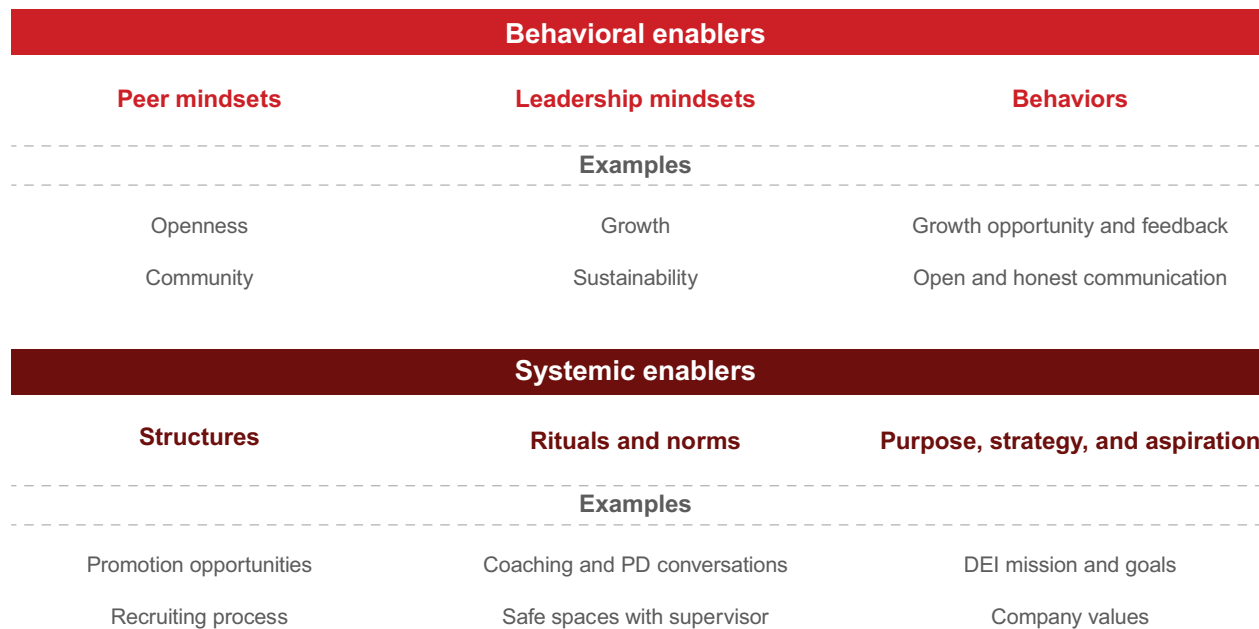 Behavioral enablers
Peer mindsets Leadership mindsets Behaviors
Examples
Openness Growth Growth opportunity and feedback
Community Sustainability Open and honest communication
Systemic enablers
Structures Rituals and norms Purpose, strategy, and aspiration
Examples
Promotion opportunities Coaching and PD conversations DEI mission and goals
Recruiting process Safe spaces with supervisor Company values